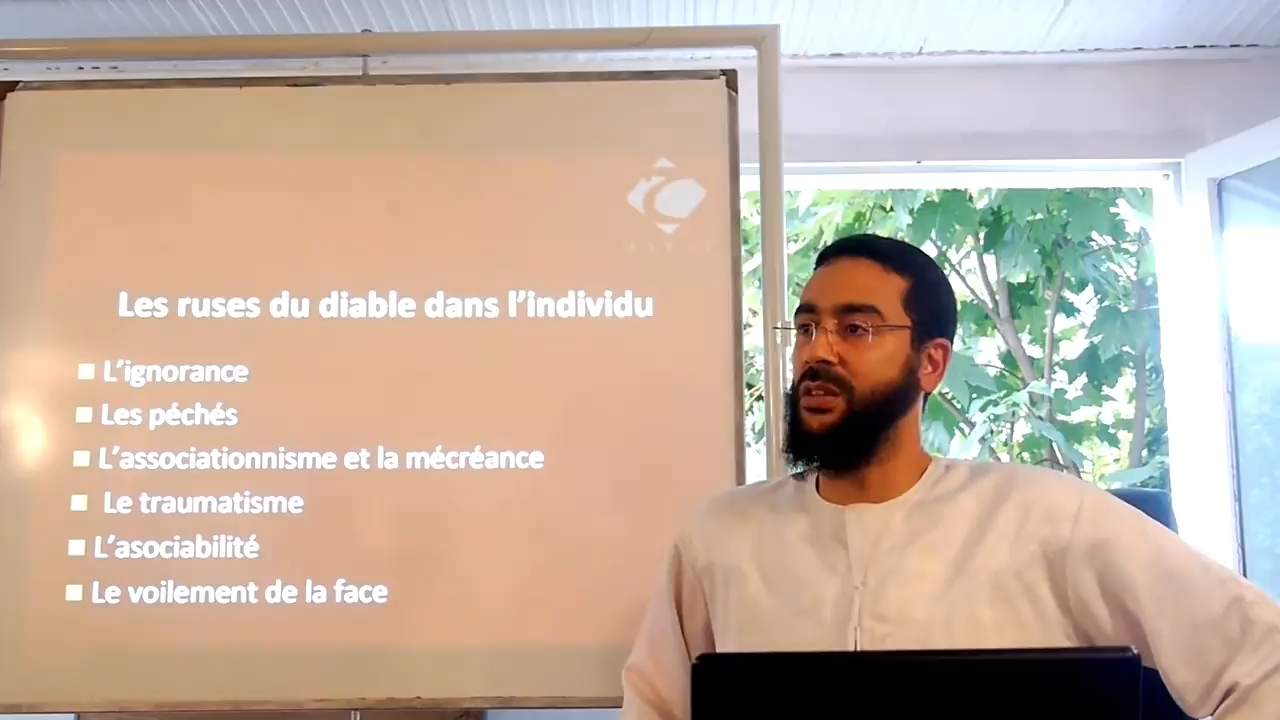 Les ruses du diable dans l’individu
L’ignorance
Les péchés
L’associationnisme et la mécréance
Le traumatisme
L’asociabilité
Le voilement de la face